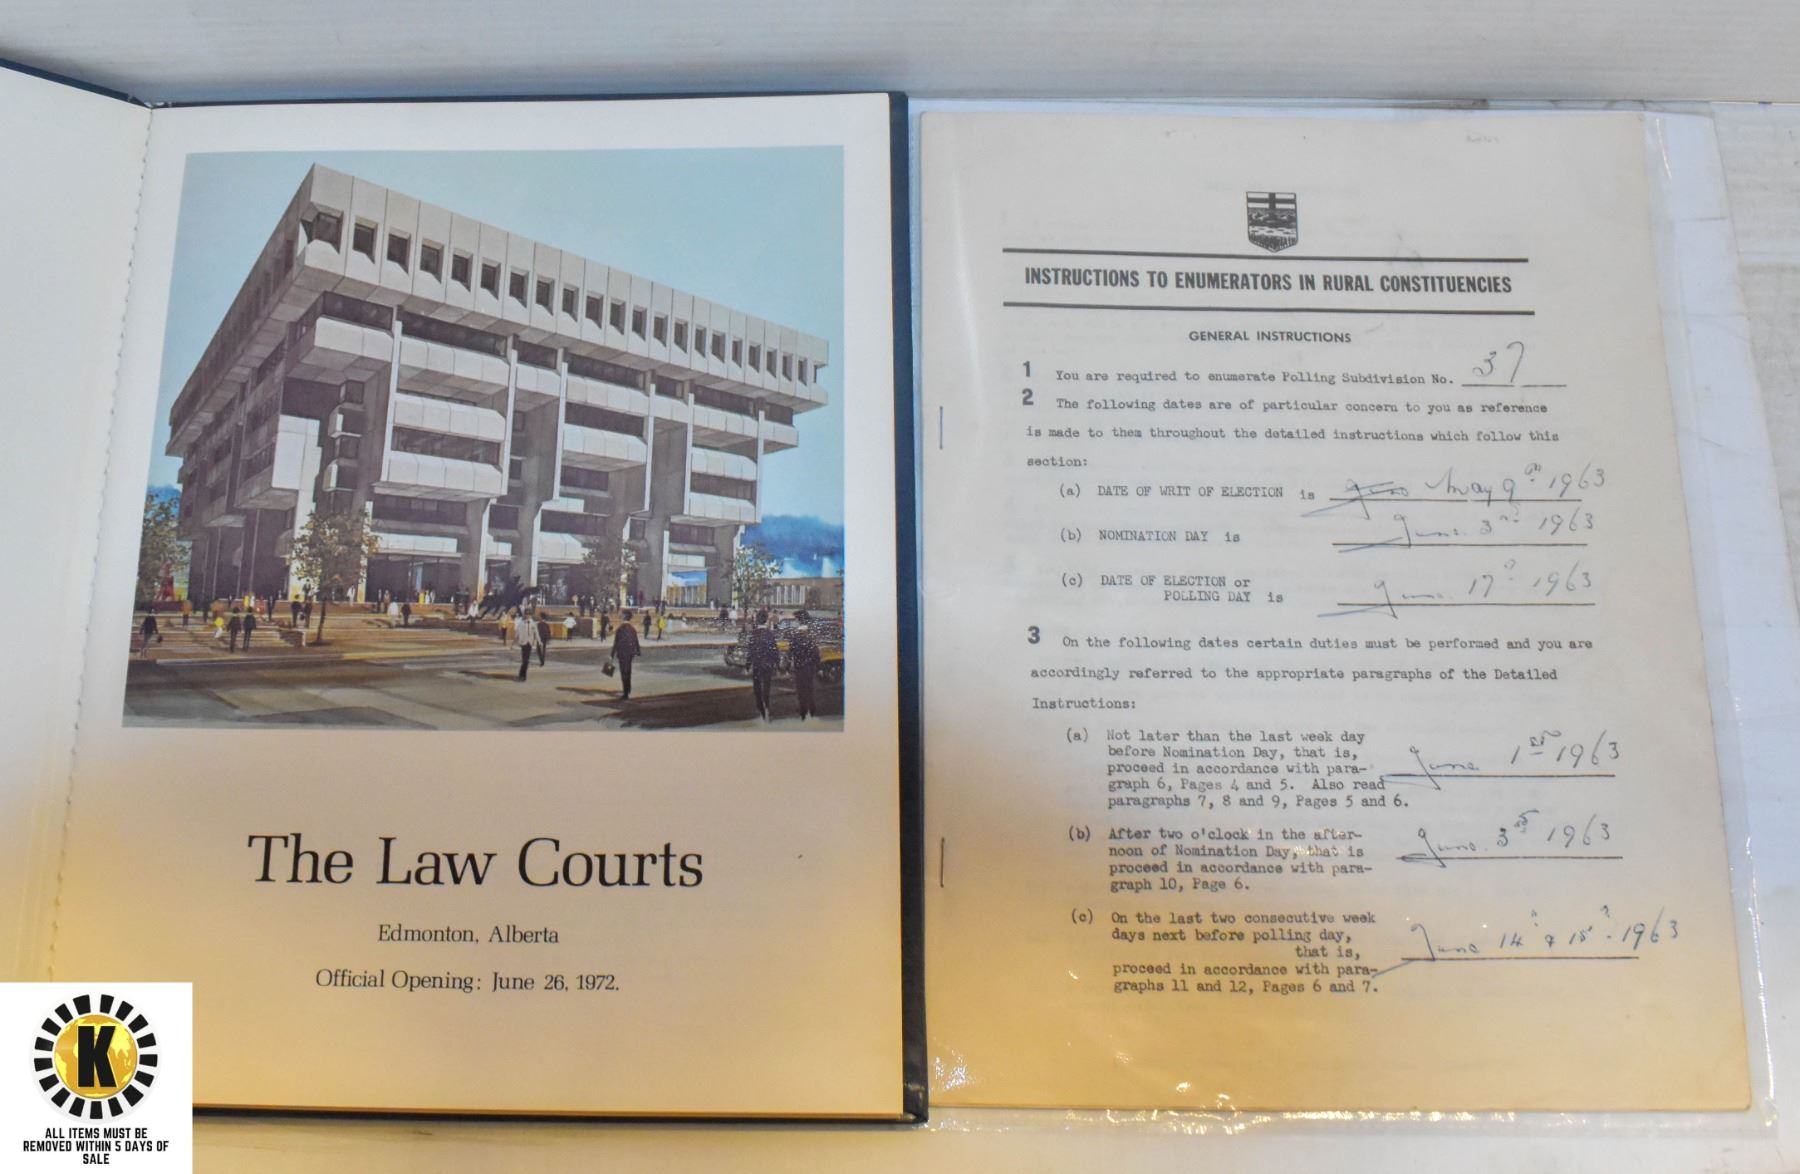 The Law Courts
Edmonton, Alberta
Official Opening: June 26, 1972.
INSTRUCTIONS TO ENUMERATORS IN RURAL CONSTITUENCIES
GENERAL INSTRUCTIONS
1 You are required to enumerate Polling Subdivision No. 37
2 The following dates are of particular concern to you as reference
is made to them throughout the detailed instructions which follow this
section:
(a) DATE OF WRIT OF ELECTION is May 9th 1963
(b) NOMINATION DAY is June 3rd 1963
(c) DATE OF ELECTION or
POLLING DAY is June 17 1963
3 On the following dates certain duties must be performed and you are
accordingly referred to the appropriate paragraphs of the Detailed
Instructions:
(a) Not later than the last week day
before Nomination Day, that is, June 1st 1963
proceed in accordance with para-
graph 6, Pages 4 and 5. Also read
paragraphs 7, 8 and 9, Pages 5 and 6.
(b) After two o'clock in the after-
noon of Nomination Day, that is June 3rd 1963
proceed in accordance with para-
graph 10, Page 6.
(c) On the last two consecutive week
days next before polling day,
that is, June 14 & 15 1963
proceed in accordance with para-
graphs 11 and 12, Pages 6 and 7.
K
ALL ITEMS MUST BE
REMOVED WITHIN 5 DAYS OF
SALE